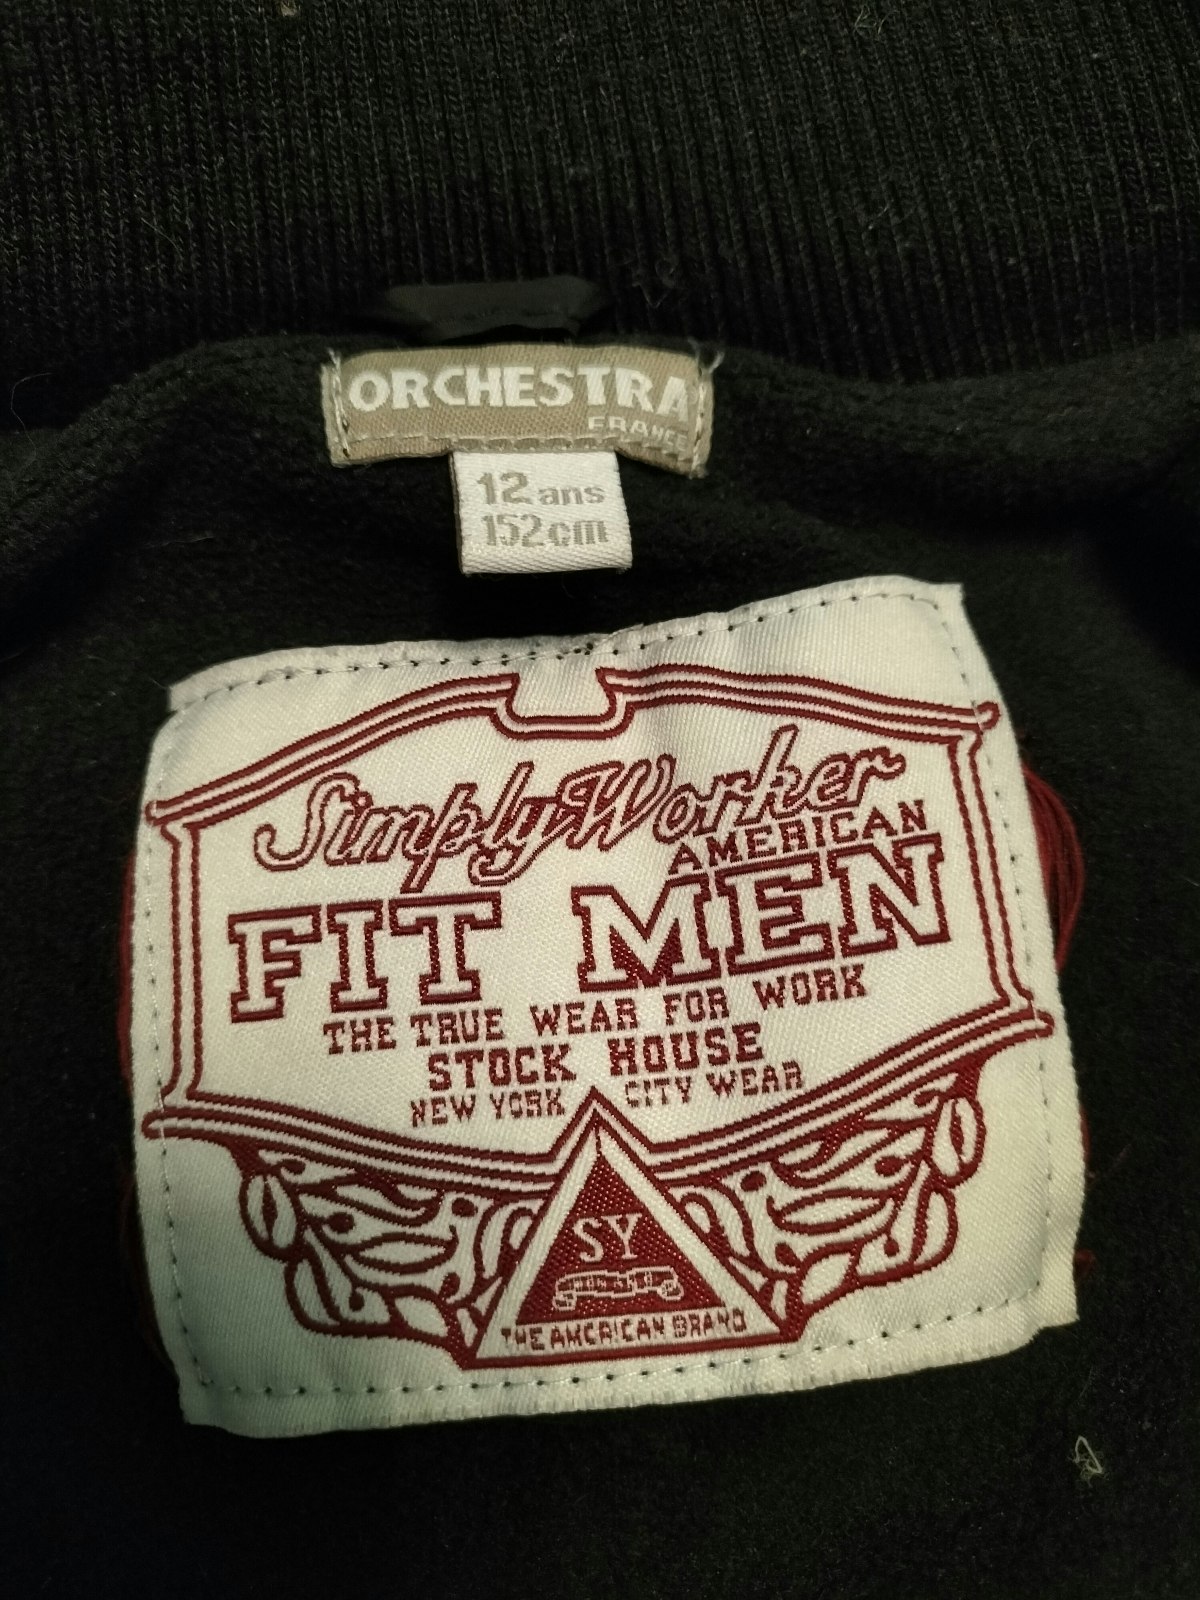 ORCHESTRA
FRANCE
12 ans
152cm
Simply Worker
AMERICAN
FIT MEN
THE TRUE WEAR FOR WORK
STOCK HOUSE
NEW YORK CITY WEAR
SY
THE AMERICAN BRAND